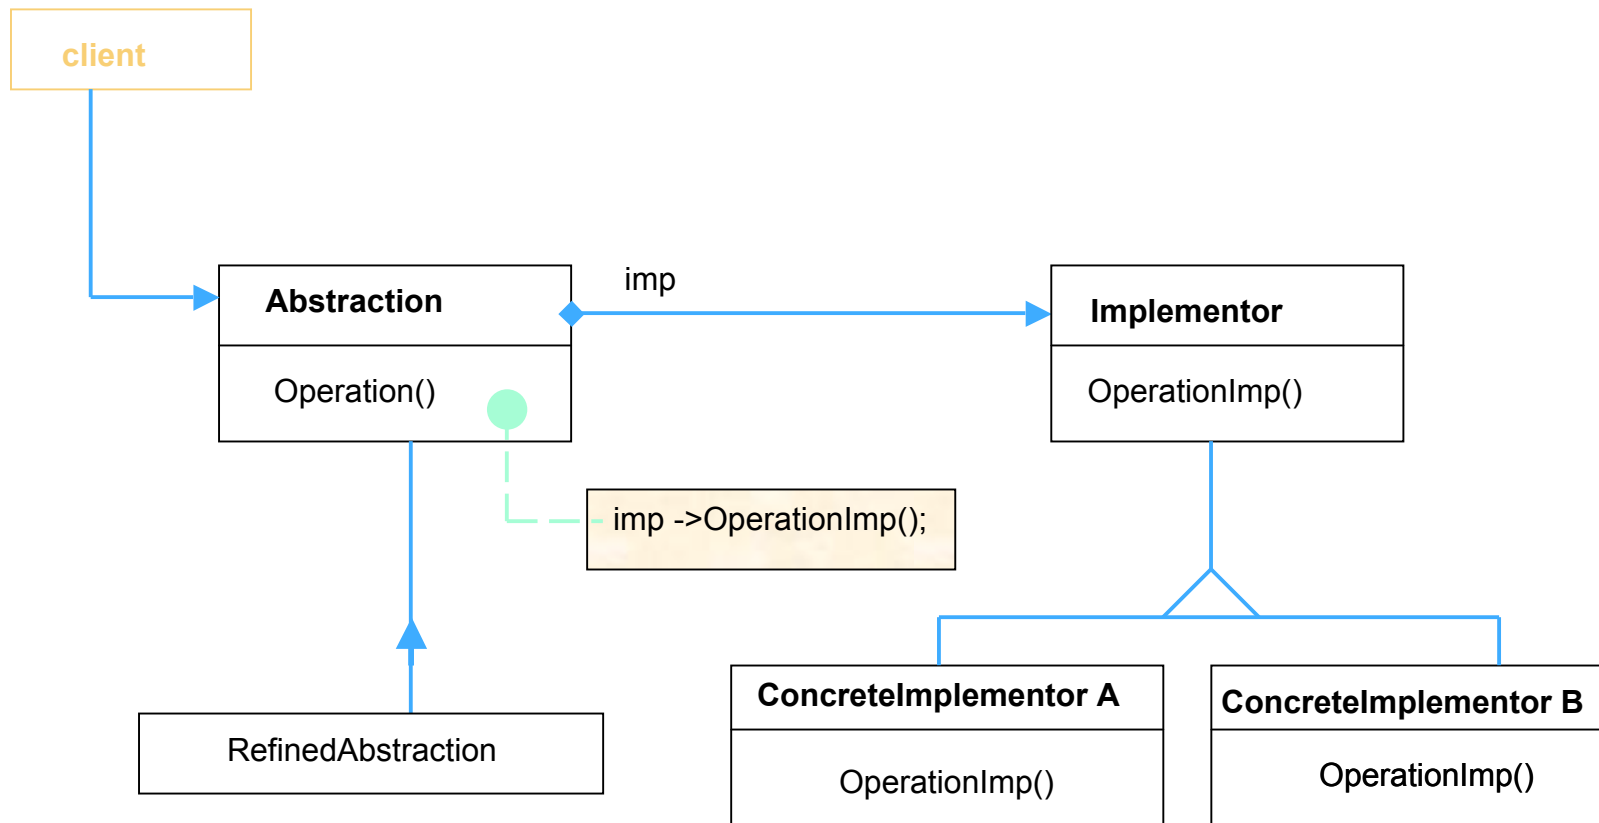 client
imp
Abstraction
Implementor
Operation()
OperationImp()
imp ->OperationImp();
ConcreteImplementor A
ConcreteImplementor B
RefinedAbstraction
OperationImp()
OperationImp()